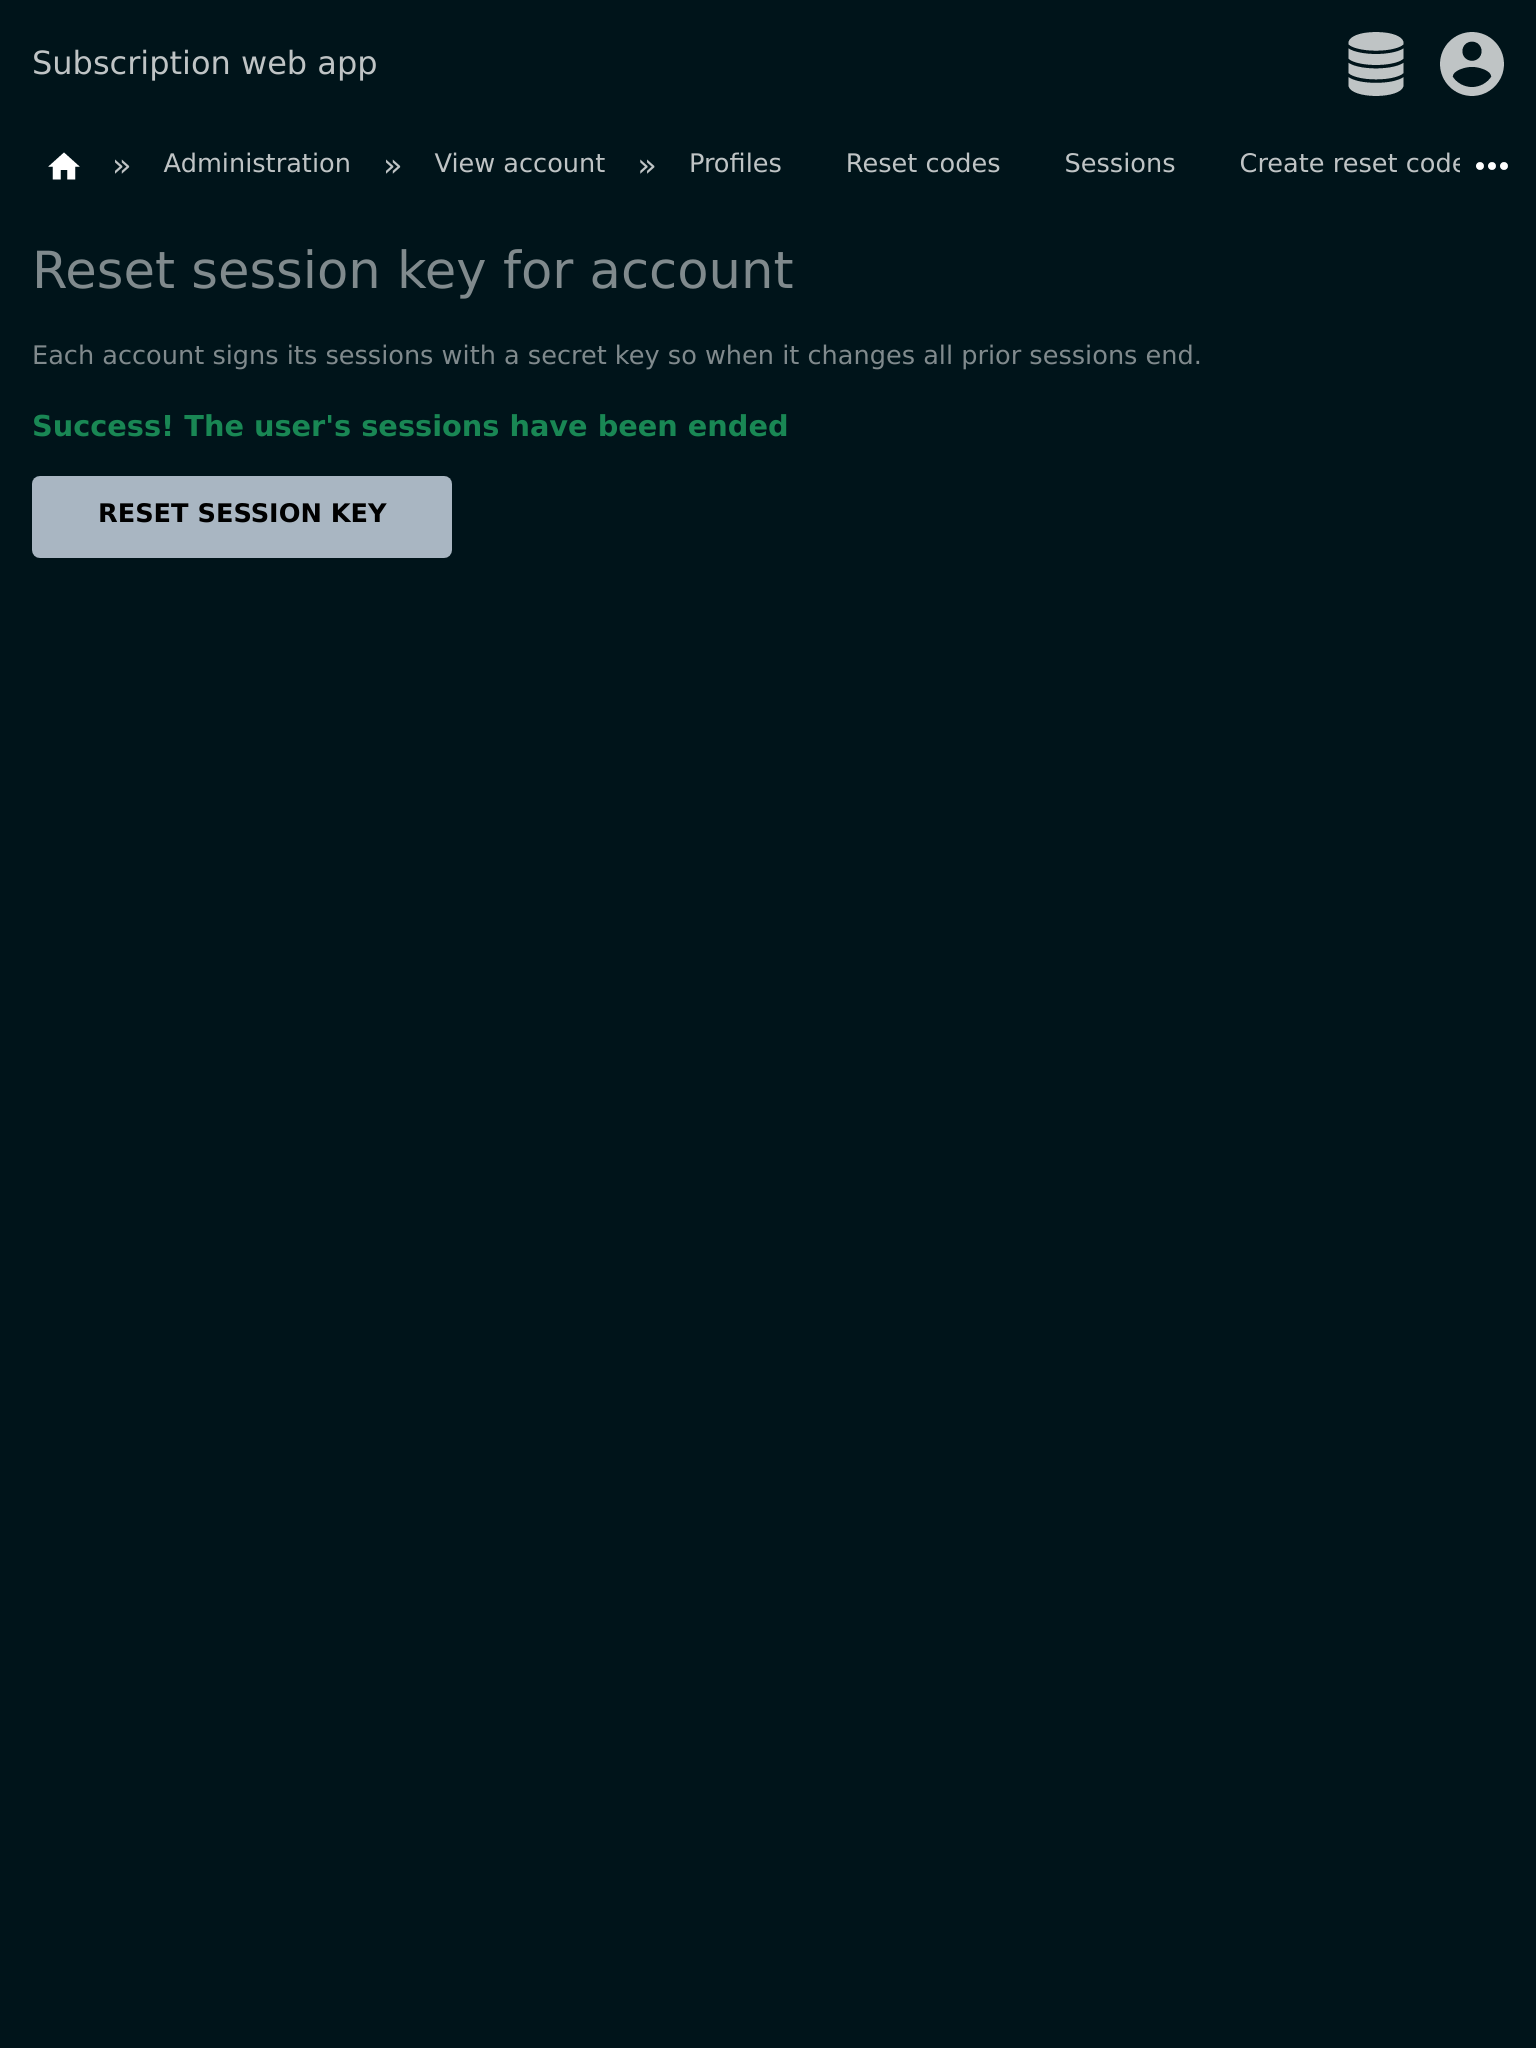 Subscription web app
» Administration » View account » Profiles Reset codes Sessions Create reset code
Reset session key for account
Each account signs its sessions with a secret key so when it changes all prior sessions end.
Success! The user's sessions have been ended
RESET SESSION KEY